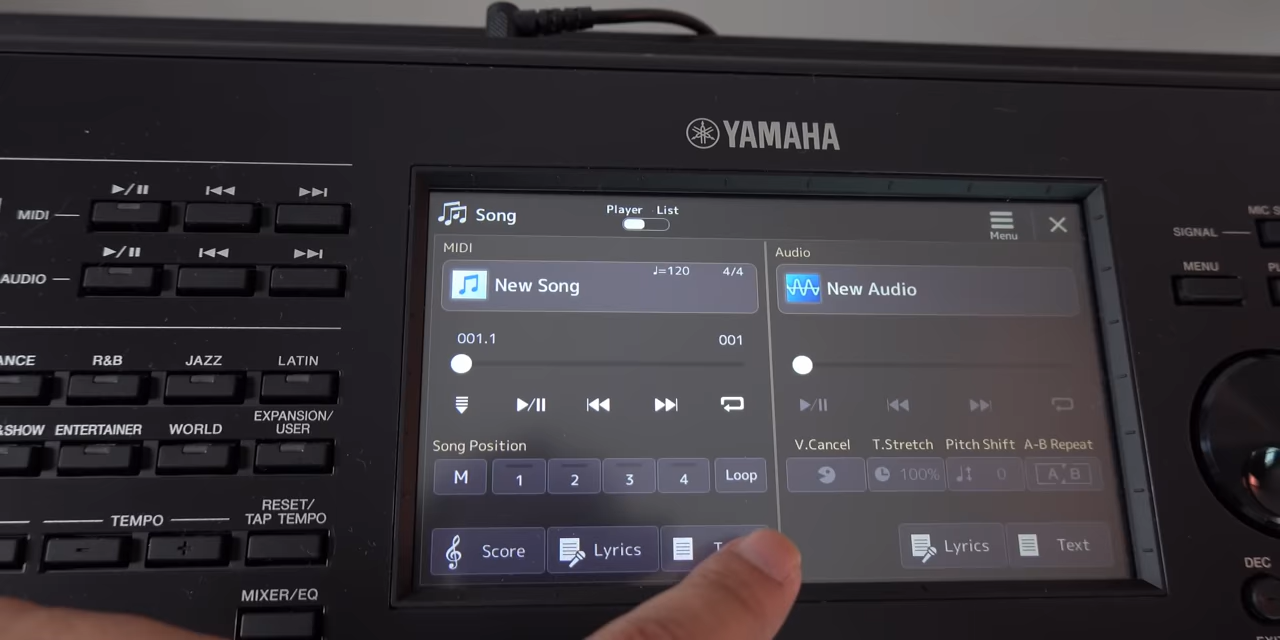 YAMAHA
MIDI
AUDIO
R&B JAZZ LATIN
ENTERTAINER WORLD EXPANSION/
USER
TEMPO
RESET/
TAP TEMPO
- +
MIXER/EQ
Song
Player List
Menu
MIDI
New Song
♩=120 4/4
001.1 001
Song Position
M 1 2 3 4 Loop
Score Lyrics
Audio
New Audio
V.Cancel T.Stretch Pitch Shift A-B Repeat
100% 0 A B
Lyrics Text
SIGNAL
MENU
DEC